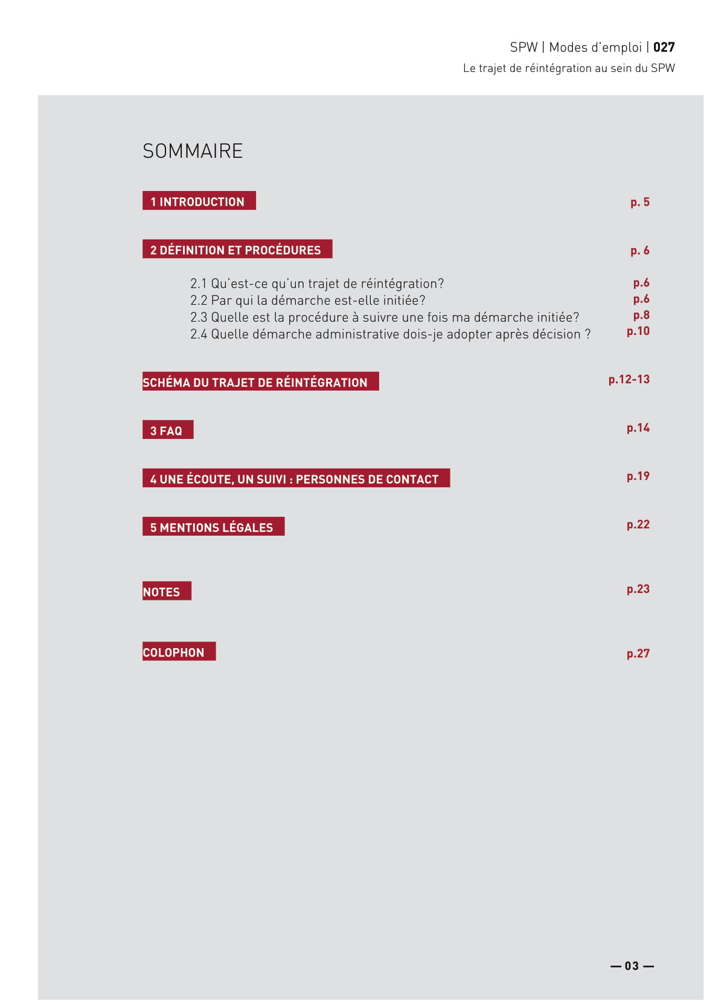 SPW | Modes d'emploi | 027
Le trajet de réintégration au sein du SPW
SOMMAIRE
1 INTRODUCTION p. 5
2 DÉFINITION ET PROCÉDURES p. 6
2.1 Qu'est-ce qu'un trajet de réintégration? p.6
2.2 Par qui la démarche est-elle initiée? p.6
2.3 Quelle est la procédure à suivre une fois ma démarche initiée? p.8
2.4 Quelle démarche administrative dois-je adopter après décision ? p.10
SCHÉMA DU TRAJET DE RÉINTÉGRATION p.12-13
3 FAQ p.14
4 UNE ÉCOUTE, UN SUIVI : PERSONNES DE CONTACT p.19
5 MENTIONS LÉGALES p.22
NOTES p.23
COLOPHON p.27
— 03 —